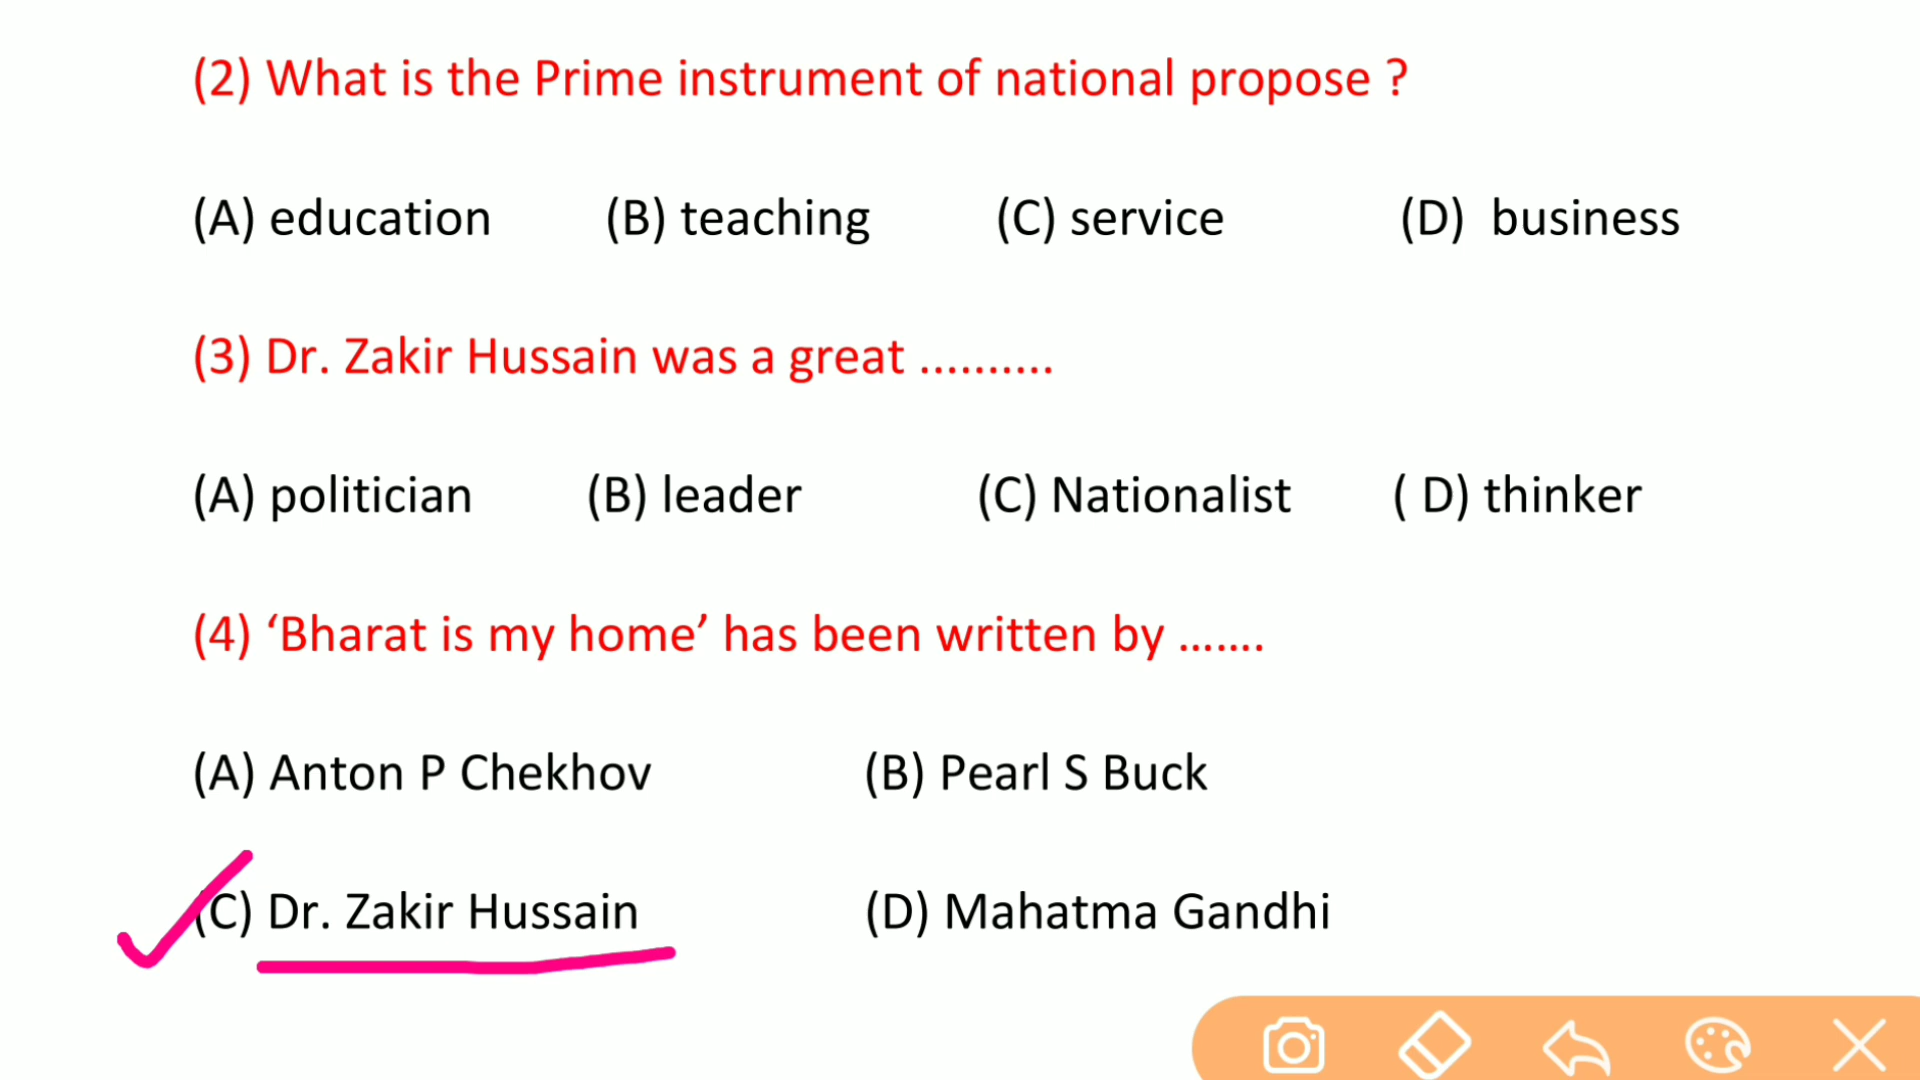 (2) What is the Prime instrument of national propose ?
(A) education (B) teaching (C) service (D) business
(3) Dr. Zakir Hussain was a great ..........
(A) politician (B) leader (C) Nationalist ( D) thinker
(4) ‘Bharat is my home’ has been written by .......
(A) Anton P Chekhov (B) Pearl S Buck
(C) Dr. Zakir Hussain (D) Mahatma Gandhi